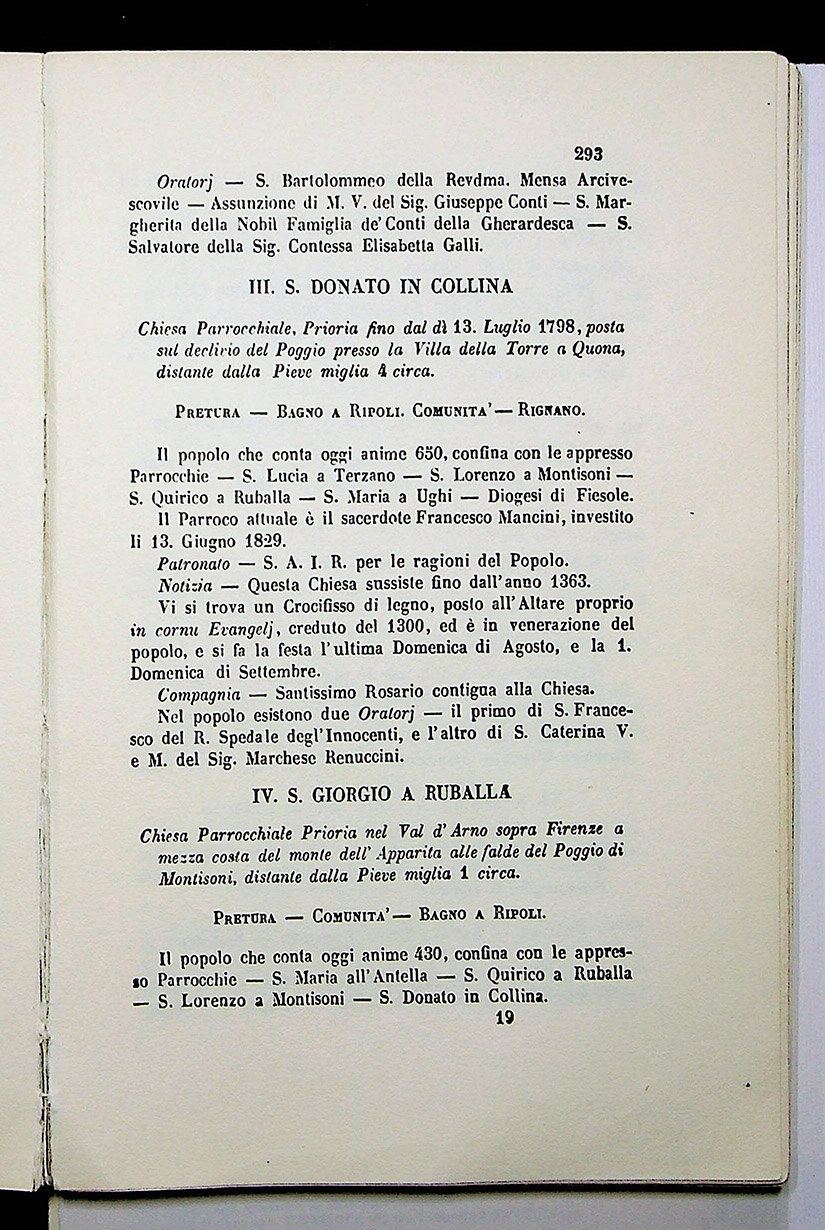 293
Oratorj — S. Bartolommeo della Revdma. Mensa Arcive-
scovile — Assunzione di M. V. del Sig. Giuseppe Conti — S. Mar-
gherita della Nobil Famiglia de' Conti della Gherardesca — S.
Salvatore della Sig. Contessa Elisabetta Galli.
III. S. DONATO IN COLLINA
Chiesa Parrocchiale, Prioria fino dal dì 13. Luglio 1798, posta
sul declivio del Poggio presso la Villa della Torre a Quona,
distante dalla Pieve miglia 4 circa.
PRETURA — BAGNO A RIPOLI. COMUNITA' — RIGNANO.
Il popolo che conta oggi anime 650, confina con le appresso
Parrocchie — S. Lucia a Terzano — S. Lorenzo a Montisoni —
S. Quirico a Ruballa — S. Maria a Ughi — Diogesi di Fiesole.
Il Parroco attuale è il sacerdote Francesco Mancini, investito
li 13. Giugno 1829.
Patronato — S. A. I. R. per le ragioni del Popolo.
Notizia — Questa Chiesa sussiste fino dall'anno 1363.
Vi si trova un Crocifisso di legno, posto all'Altare proprio
in cornu Evangelj, creduto del 1300, ed è in venerazione del
popolo, e si fa la festa l'ultima Domenica di Agosto, e la 1.
Domenica di Settembre.
Compagnia — Santissimo Rosario contigua alla Chiesa.
Nel popolo esistono due Oratorj — il primo di S. France-
sco del R. Spedale degl'Innocenti, e l'altro di S. Caterina V.
e M. del Sig. Marchese Renuccini.
IV. S. GIORGIO A RUBALLA
Chiesa Parrocchiale Prioria nel Val d'Arno sopra Firenze a
mezza costa del monte dell'Apparita alle falde del Poggio di
Montisoni, distante dalla Pieve miglia 1 circa.
PRETURA — COMUNITA' — BAGNO A RIPOLI.
Il popolo che conta oggi anime 430, confina con le appres-
so Parrocchie — S. Maria all'Antella — S. Quirico a Ruballa
— S. Lorenzo a Montisoni — S. Donato in Collina.
19